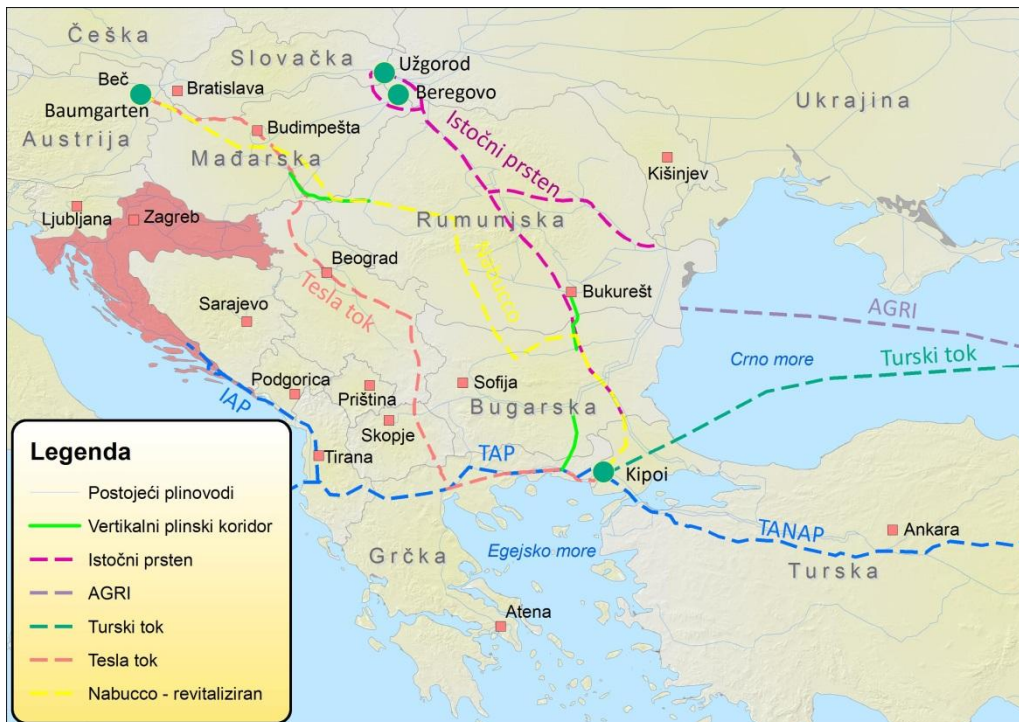 Češka
Slovačka
Užgorod
Beregovo
Beč
Baumgarten
Bratislava
Austrija
Budimpešta
Mađarska
Ukrajina
Istočni prsten
Kišinjev
Ljubljana
Zagreb
Rumunjska
Beograd
Tesla tok
Nabucco
Bukurešt
Sarajevo
AGRI
Crno more
Turski tok
Podgorica
Priština
Sofija
Bugarska
IAP
Skopje
Tirana
TAP
Kipoi
TANAP
Ankara
Turska
Grčka
Egejsko more
Atena
Legenda
Postojeći plinovodi
Vertikalni plinski koridor
Istočni prsten
AGRI
Turski tok
Tesla tok
Nabucco - revitaliziran